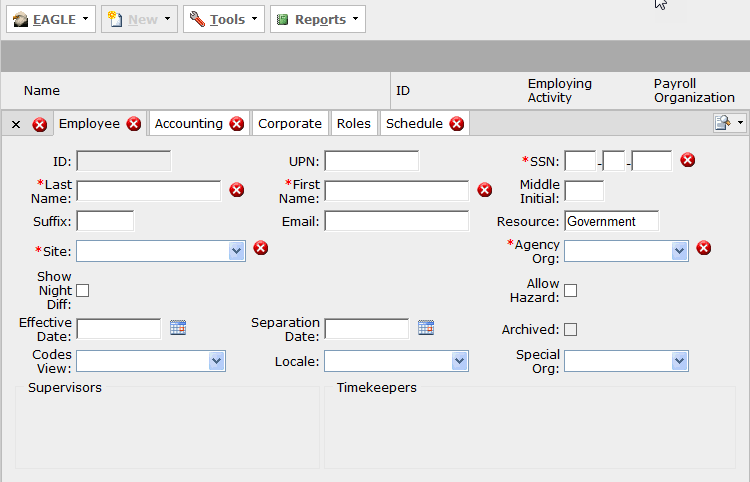 EAGLE New Tools Reports
Name ID Employing Activity Payroll Organization
Employee Accounting Corporate Roles Schedule
ID: UPN: *SSN: - -
*Last Name: *First Name: Middle Initial:
Suffix: Email: Resource: Government
*Site: *Agency Org:
Show Night Diff: Allow Hazard:
Effective Date: Separation Date: Archived:
Codes View: Locale: Special Org:
Supervisors Timekeepers